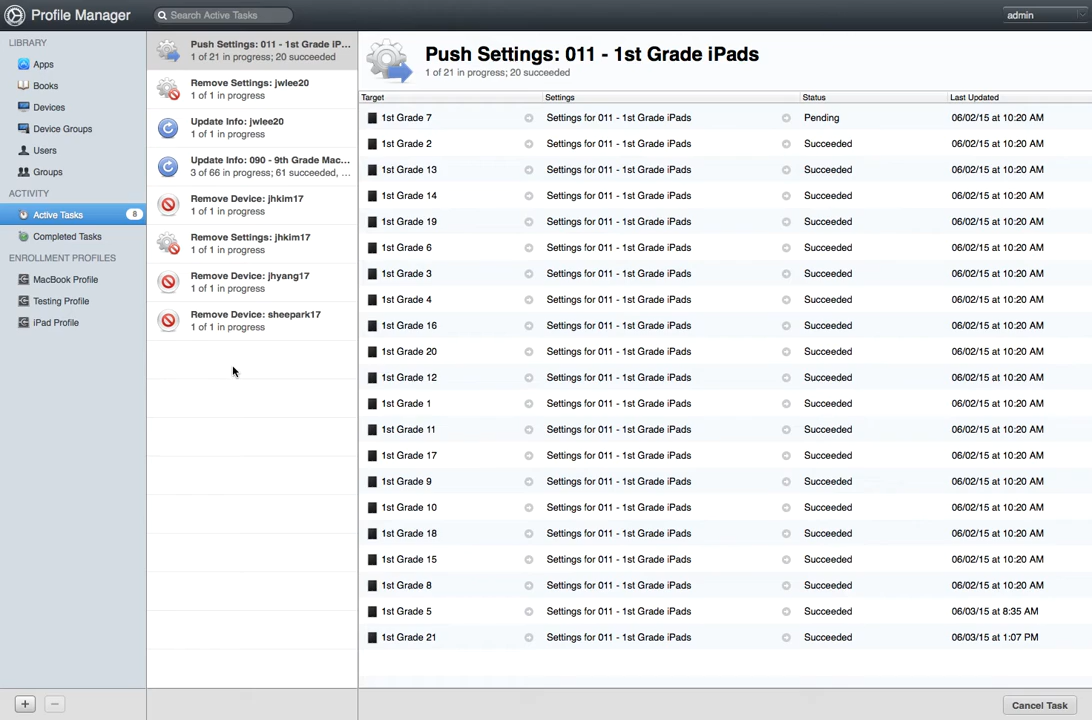 Profile Manager
Search Active Tasks
admin
LIBRARY
Apps
Books
Devices
Device Groups
Users
Groups
ACTIVITY
Active Tasks 8
Completed Tasks
ENROLLMENT PROFILES
MacBook Profile
Testing Profile
iPad Profile
Push Settings: 011 - 1st Grade iP...
1 of 21 in progress; 20 succeeded
Remove Settings: jwlee20
1 of 1 in progress
Update Info: jwlee20
1 of 1 in progress
Update Info: 090 - 9th Grade Mac...
3 of 66 in progress; 61 succeeded, ...
Remove Device: jhkim17
1 of 1 in progress
Remove Settings: jhkim17
1 of 1 in progress
Remove Device: jhyang17
1 of 1 in progress
Remove Device: sheepark17
1 of 1 in progress
Push Settings: 011 - 1st Grade iPads
1 of 21 in progress; 20 succeeded
Target Settings Status Last Updated
1st Grade 7 Settings for 011 - 1st Grade iPads Pending 06/02/15 at 10:20 AM
1st Grade 2 Settings for 011 - 1st Grade iPads Succeeded 06/02/15 at 10:20 AM
1st Grade 13 Settings for 011 - 1st Grade iPads Succeeded 06/02/15 at 10:20 AM
1st Grade 14 Settings for 011 - 1st Grade iPads Succeeded 06/02/15 at 10:20 AM
1st Grade 19 Settings for 011 - 1st Grade iPads Succeeded 06/02/15 at 10:20 AM
1st Grade 6 Settings for 011 - 1st Grade iPads Succeeded 06/02/15 at 10:20 AM
1st Grade 3 Settings for 011 - 1st Grade iPads Succeeded 06/02/15 at 10:20 AM
1st Grade 4 Settings for 011 - 1st Grade iPads Succeeded 06/02/15 at 10:20 AM
1st Grade 16 Settings for 011 - 1st Grade iPads Succeeded 06/02/15 at 10:20 AM
1st Grade 20 Settings for 011 - 1st Grade iPads Succeeded 06/02/15 at 10:20 AM
1st Grade 12 Settings for 011 - 1st Grade iPads Succeeded 06/02/15 at 10:20 AM
1st Grade 1 Settings for 011 - 1st Grade iPads Succeeded 06/02/15 at 10:20 AM
1st Grade 11 Settings for 011 - 1st Grade iPads Succeeded 06/02/15 at 10:20 AM
1st Grade 17 Settings for 011 - 1st Grade iPads Succeeded 06/02/15 at 10:20 AM
1st Grade 9 Settings for 011 - 1st Grade iPads Succeeded 06/02/15 at 10:20 AM
1st Grade 10 Settings for 011 - 1st Grade iPads Succeeded 06/02/15 at 10:20 AM
1st Grade 18 Settings for 011 - 1st Grade iPads Succeeded 06/02/15 at 10:20 AM
1st Grade 15 Settings for 011 - 1st Grade iPads Succeeded 06/02/15 at 10:20 AM
1st Grade 8 Settings for 011 - 1st Grade iPads Succeeded 06/02/15 at 10:20 AM
1st Grade 5 Settings for 011 - 1st Grade iPads Succeeded 06/03/15 at 8:35 AM
1st Grade 21 Settings for 011 - 1st Grade iPads Succeeded 06/03/15 at 1:07 PM
Cancel Task